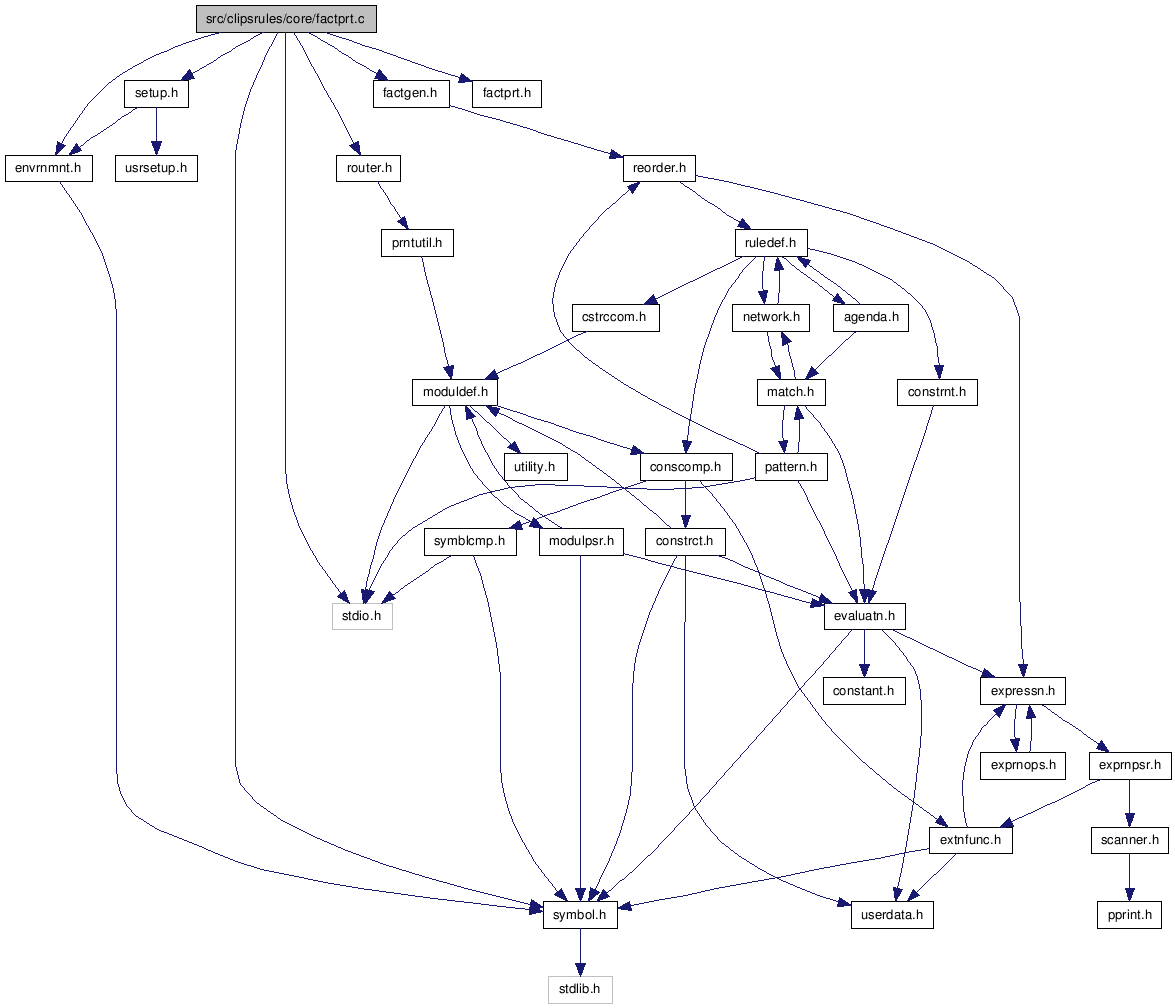 src/clipsrules/core/factprt.c
setup.h
factgen.h
factprt.h
envrnmnt.h
usrsetup.h
router.h
reorder.h
prntutil.h
ruledef.h
cstrccom.h
network.h
agenda.h
moduldef.h
match.h
constrnt.h
utility.h
conscomp.h
pattern.h
symblcmp.h
modulpsr.h
constrct.h
stdio.h
evaluatn.h
constant.h
expressn.h
exprnops.h
exprnpsr.h
extnfunc.h
scanner.h
symbol.h
userdata.h
pprint.h
stdlib.h